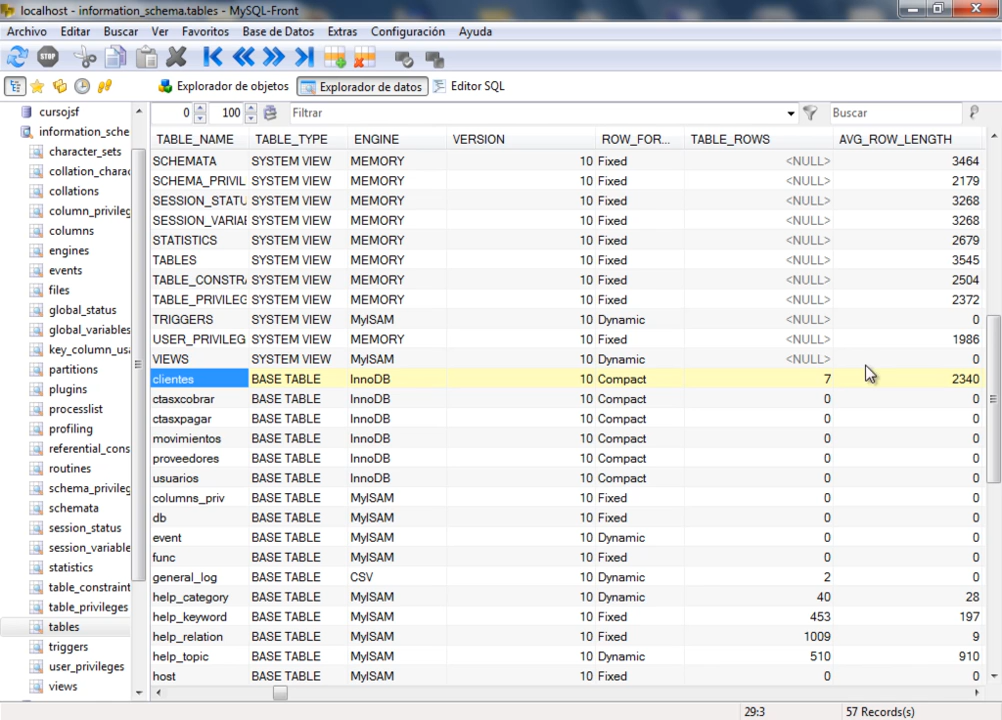 localhost - information_schema.tables - MySQL-Front
Archivo Editar Buscar Ver Favoritos Base de Datos Extras Configuración Ayuda
STOP
Explorador de objetos Explorador de datos Editor SQL
cursojsf
information_sche
character_sets
collation_charac
collations
column_privileg
columns
engines
events
files
global_status
global_variables
key_column_usa
partitions
plugins
processlist
profiling
referential_cons
routines
schema_privileg
schemata
session_status
session_variable
statistics
table_constraint
table_privileges
tables
triggers
user_privileges
views
0 100 Filtrar Buscar
TABLE_NAME TABLE_TYPE ENGINE VERSION ROW_FOR... TABLE_ROWS AVG_ROW_LENGTH
SCHEMATA SYSTEM VIEW MEMORY 10 Fixed <NULL> 3464
SCHEMA_PRIVIL SYSTEM VIEW MEMORY 10 Fixed <NULL> 2179
SESSION_STATU SYSTEM VIEW MEMORY 10 Fixed <NULL> 3268
SESSION_VARIAE SYSTEM VIEW MEMORY 10 Fixed <NULL> 3268
STATISTICS SYSTEM VIEW MEMORY 10 Fixed <NULL> 2679
TABLES SYSTEM VIEW MEMORY 10 Fixed <NULL> 3545
TABLE_CONSTRA SYSTEM VIEW MEMORY 10 Fixed <NULL> 2504
TABLE_PRIVILEG SYSTEM VIEW MEMORY 10 Fixed <NULL> 2372
TRIGGERS SYSTEM VIEW MyISAM 10 Dynamic <NULL> 0
USER_PRIVILEG SYSTEM VIEW MEMORY 10 Fixed <NULL> 1986
VIEWS SYSTEM VIEW MyISAM 10 Dynamic <NULL> 0
clientes BASE TABLE InnoDB 10 Compact 7 2340
ctasxcobrar BASE TABLE InnoDB 10 Compact 0 0
ctasxpagar BASE TABLE InnoDB 10 Compact 0 0
movimientos BASE TABLE InnoDB 10 Compact 0 0
proveedores BASE TABLE InnoDB 10 Compact 0 0
usuarios BASE TABLE InnoDB 10 Compact 0 0
columns_priv BASE TABLE MyISAM 10 Fixed 0 0
db BASE TABLE MyISAM 10 Fixed 0 0
event BASE TABLE MyISAM 10 Dynamic 0 0
func BASE TABLE MyISAM 10 Fixed 0 0
general_log BASE TABLE CSV 10 Dynamic 2 0
help_category BASE TABLE MyISAM 10 Dynamic 40 28
help_keyword BASE TABLE MyISAM 10 Fixed 453 197
help_relation BASE TABLE MyISAM 10 Fixed 1009 9
help_topic BASE TABLE MyISAM 10 Dynamic 510 910
host BASE TABLE MyISAM 10 Fixed 0 0
29:3 57 Records(s)